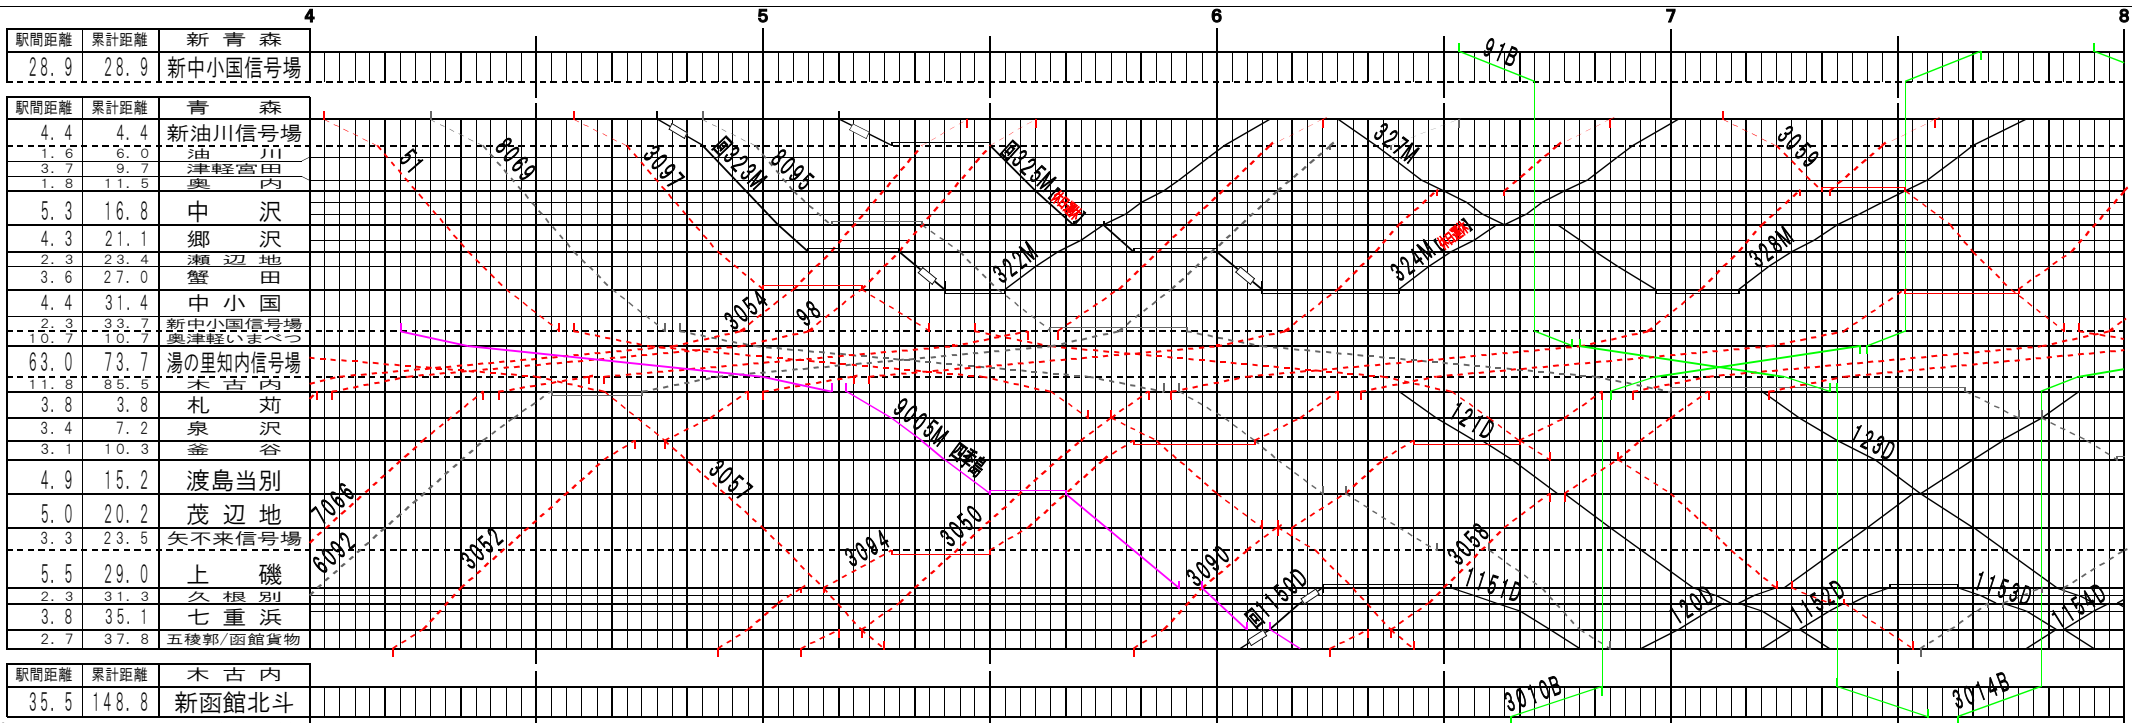 4 5 6 7 8
駅間距離 累計距離 新青森
28.9 28.9 新中小国信号場
駅間距離 累計距離 青森
4.4 4.4 新油川信号場
1.6 6.0 油川
3.7 9.7 津軽宮田
1.8 11.5 奥内
5.3 16.8 中沢
4.3 21.1 郷沢
2.3 23.4 瀬辺地
3.6 27.0 蟹田
4.4 31.4 中小国
2.3 33.7 新中小国信号場
10.7 10.7 奥津軽いまべつ
63.0 73.7 湯の里知内信号場
11.8 85.5 木古内
3.8 3.8 札苅
3.4 7.2 泉沢
3.1 10.3 釜谷
4.9 15.2 渡島当別
5.0 20.2 茂辺地
3.3 23.5 矢不来信号場
5.5 29.0 上磯
2.3 31.3 久根別
3.8 35.1 七重浜
2.7 37.8 五稜郭/函館貨物
駅間距離 累計距離 木古内
35.5 148.8 新函館北斗
91B
51
8069
3097
回323M
8095
回325M
327M
3059
322M
324M
328M
3054
98
9005M 四季島
121D
123D
7066
6092
3052
3057
3094
3050
3090
回1150D
3058
1151D
120D
1152D
1153D
1154D
3010B
3014B